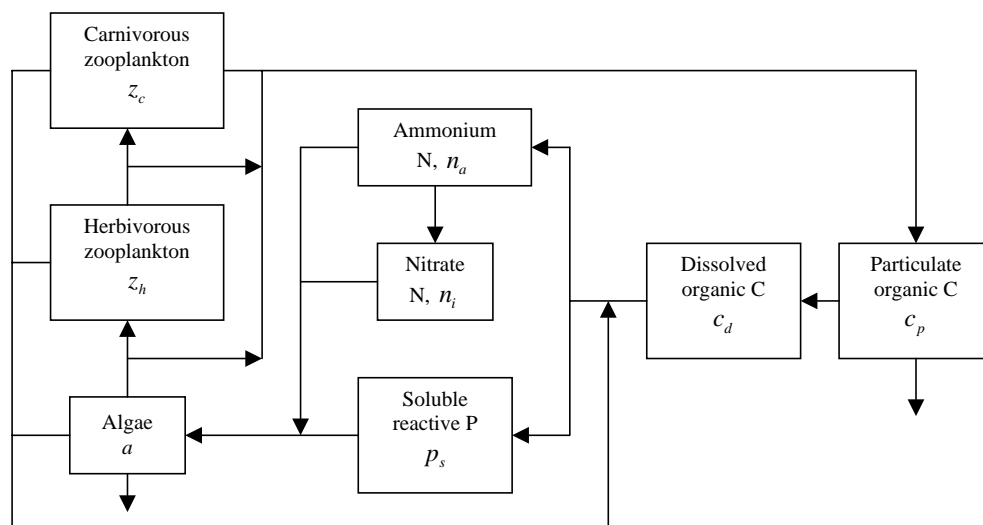 Carnivorous
zooplankton
z_c
Ammonium
N, n_a
Herbivorous
zooplankton
z_h
Nitrate
N, n_i
Dissolved
organic C
c_d
Particulate
organic C
c_p
Algae
a
Soluble
reactive P
p_s